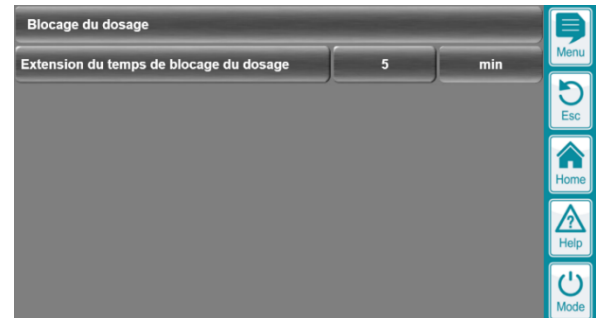 Blocage du dosage
Menu
Extension du temps de blocage du dosage 5 min
Esc
Home
?
Help
Mode